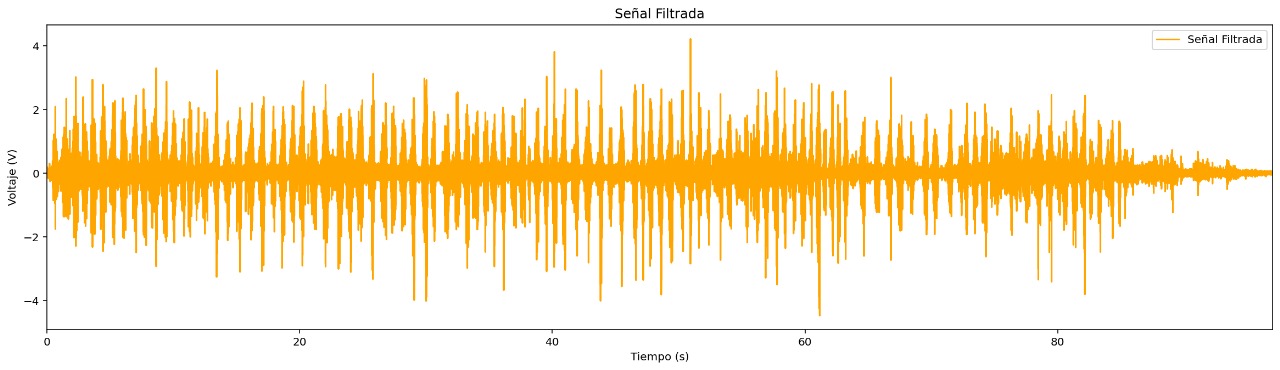 Señal Filtrada
Señal Filtrada
Voltaje (V)
4
2
0
−2
−4
0 20 40 60 80
Tiempo (s)